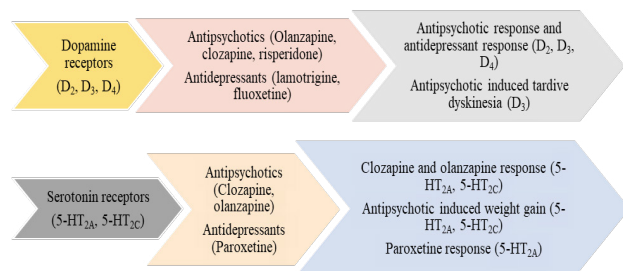 Dopamine
receptors
(D2, D3, D4)
Antipsychotics (Olanzapine,
clozapine, risperidone)
Antidepressants (lamotrigine,
fluoxetine)
Antipsychotic response and
antidepressant response (D2, D3,
D4)
Antipsychotic induced tardive
dyskinesia (D3)
Serotonin receptors
(5-HT2A, 5-HT2C)
Antipsychotics
(Clozapine,
olanzapine)
Antidepressants
(Paroxetine)
Clozapine and olanzapine response (5-
HT2A, 5-HT2C)
Antipsychotic induced weight gain (5-
HT2A, 5-HT2C)
Paroxetine response (5-HT2A)